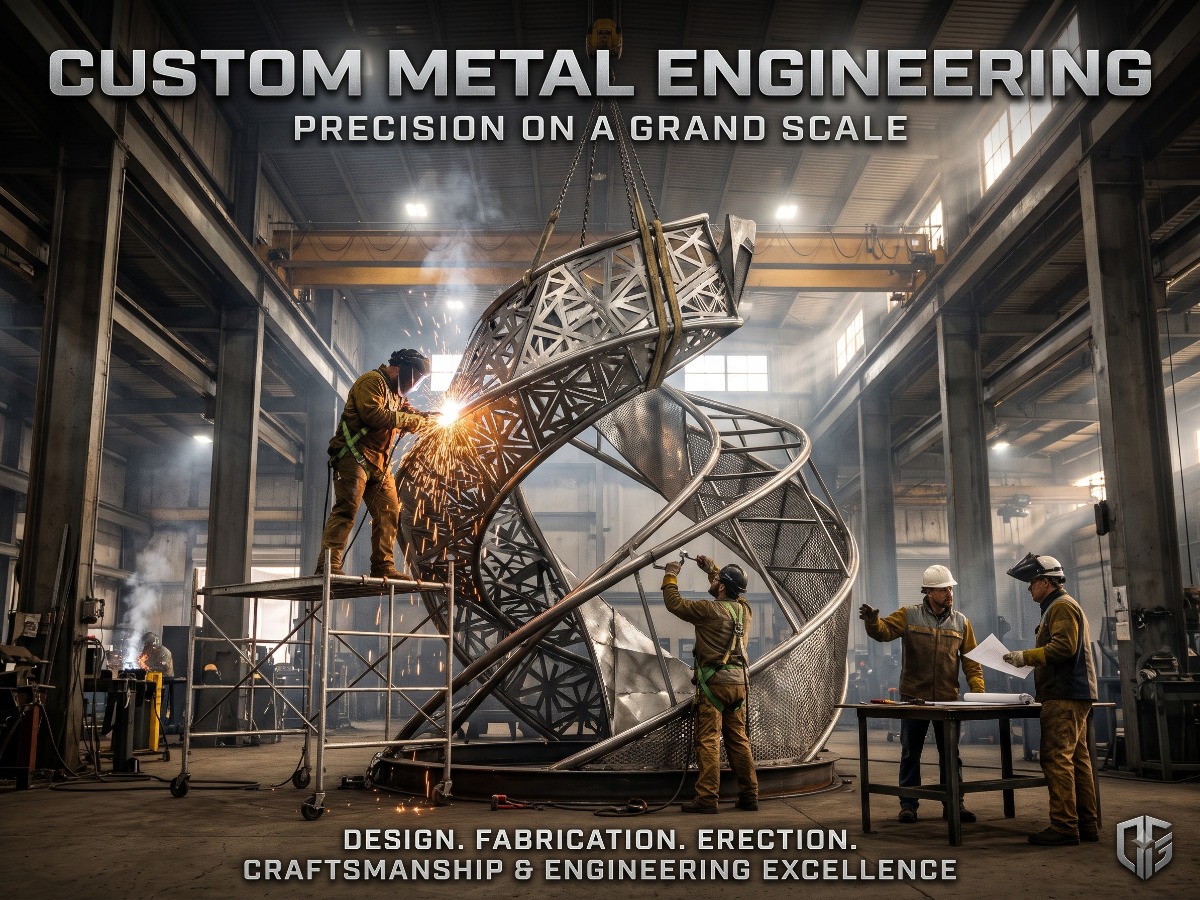 CUSTOM METAL ENGINEERING
PRECISION ON A GRAND SCALE
DESIGN. FABRICATION. ERECTION.
CRAFTSMANSHIP & ENGINEERING EXCELLENCE